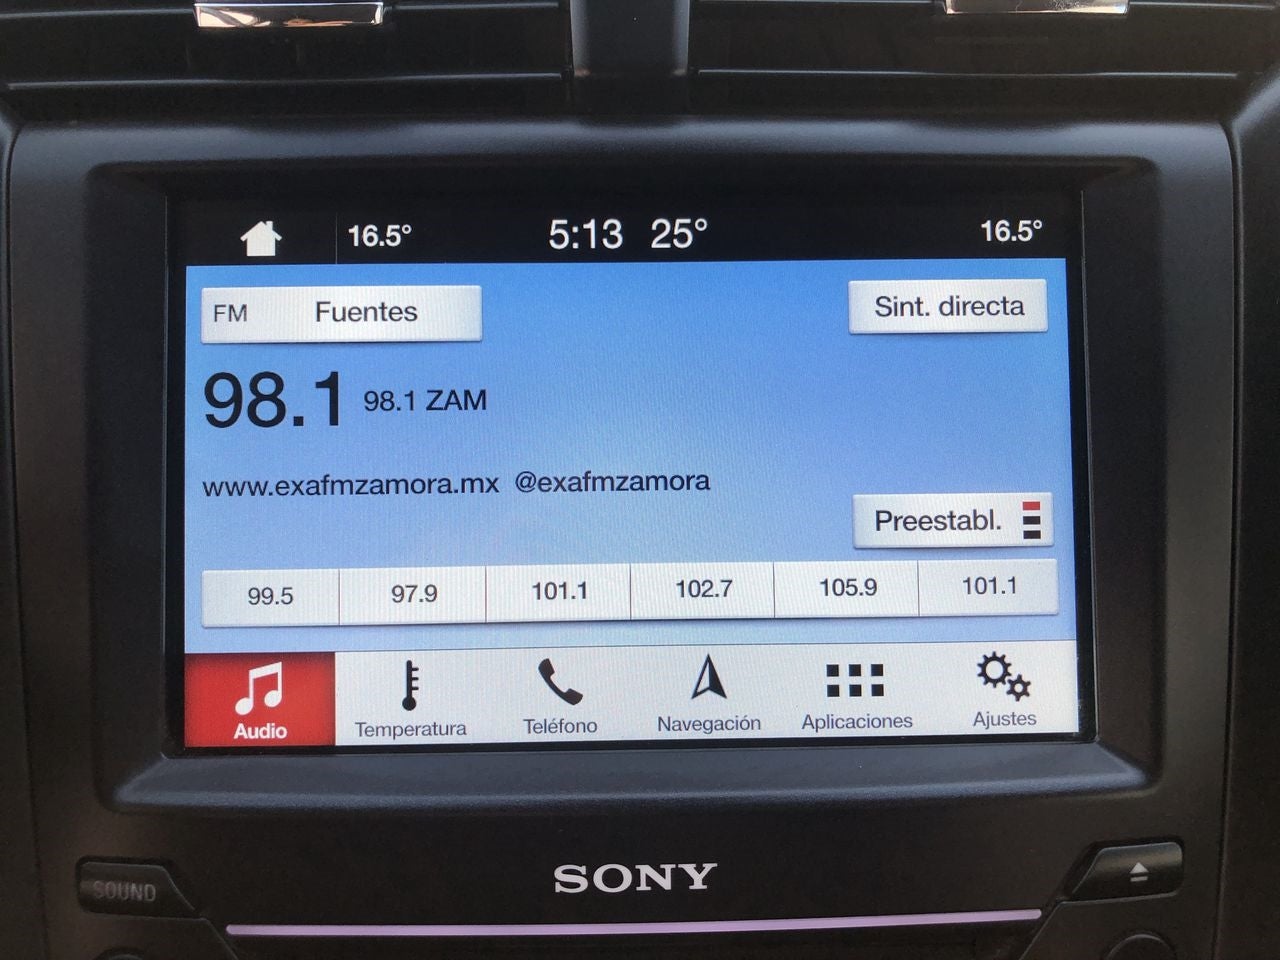 16.5° 5:13 25° 16.5°
FM Fuentes Sint. directa
98.1 98.1 ZAM
www.exafmzamora.mx @exafmzamora
Preestabl.
99.5 97.9 101.1 102.7 105.9 101.1
Audio Temperatura Teléfono Navegación Aplicaciones Ajustes
SONY
SOUND